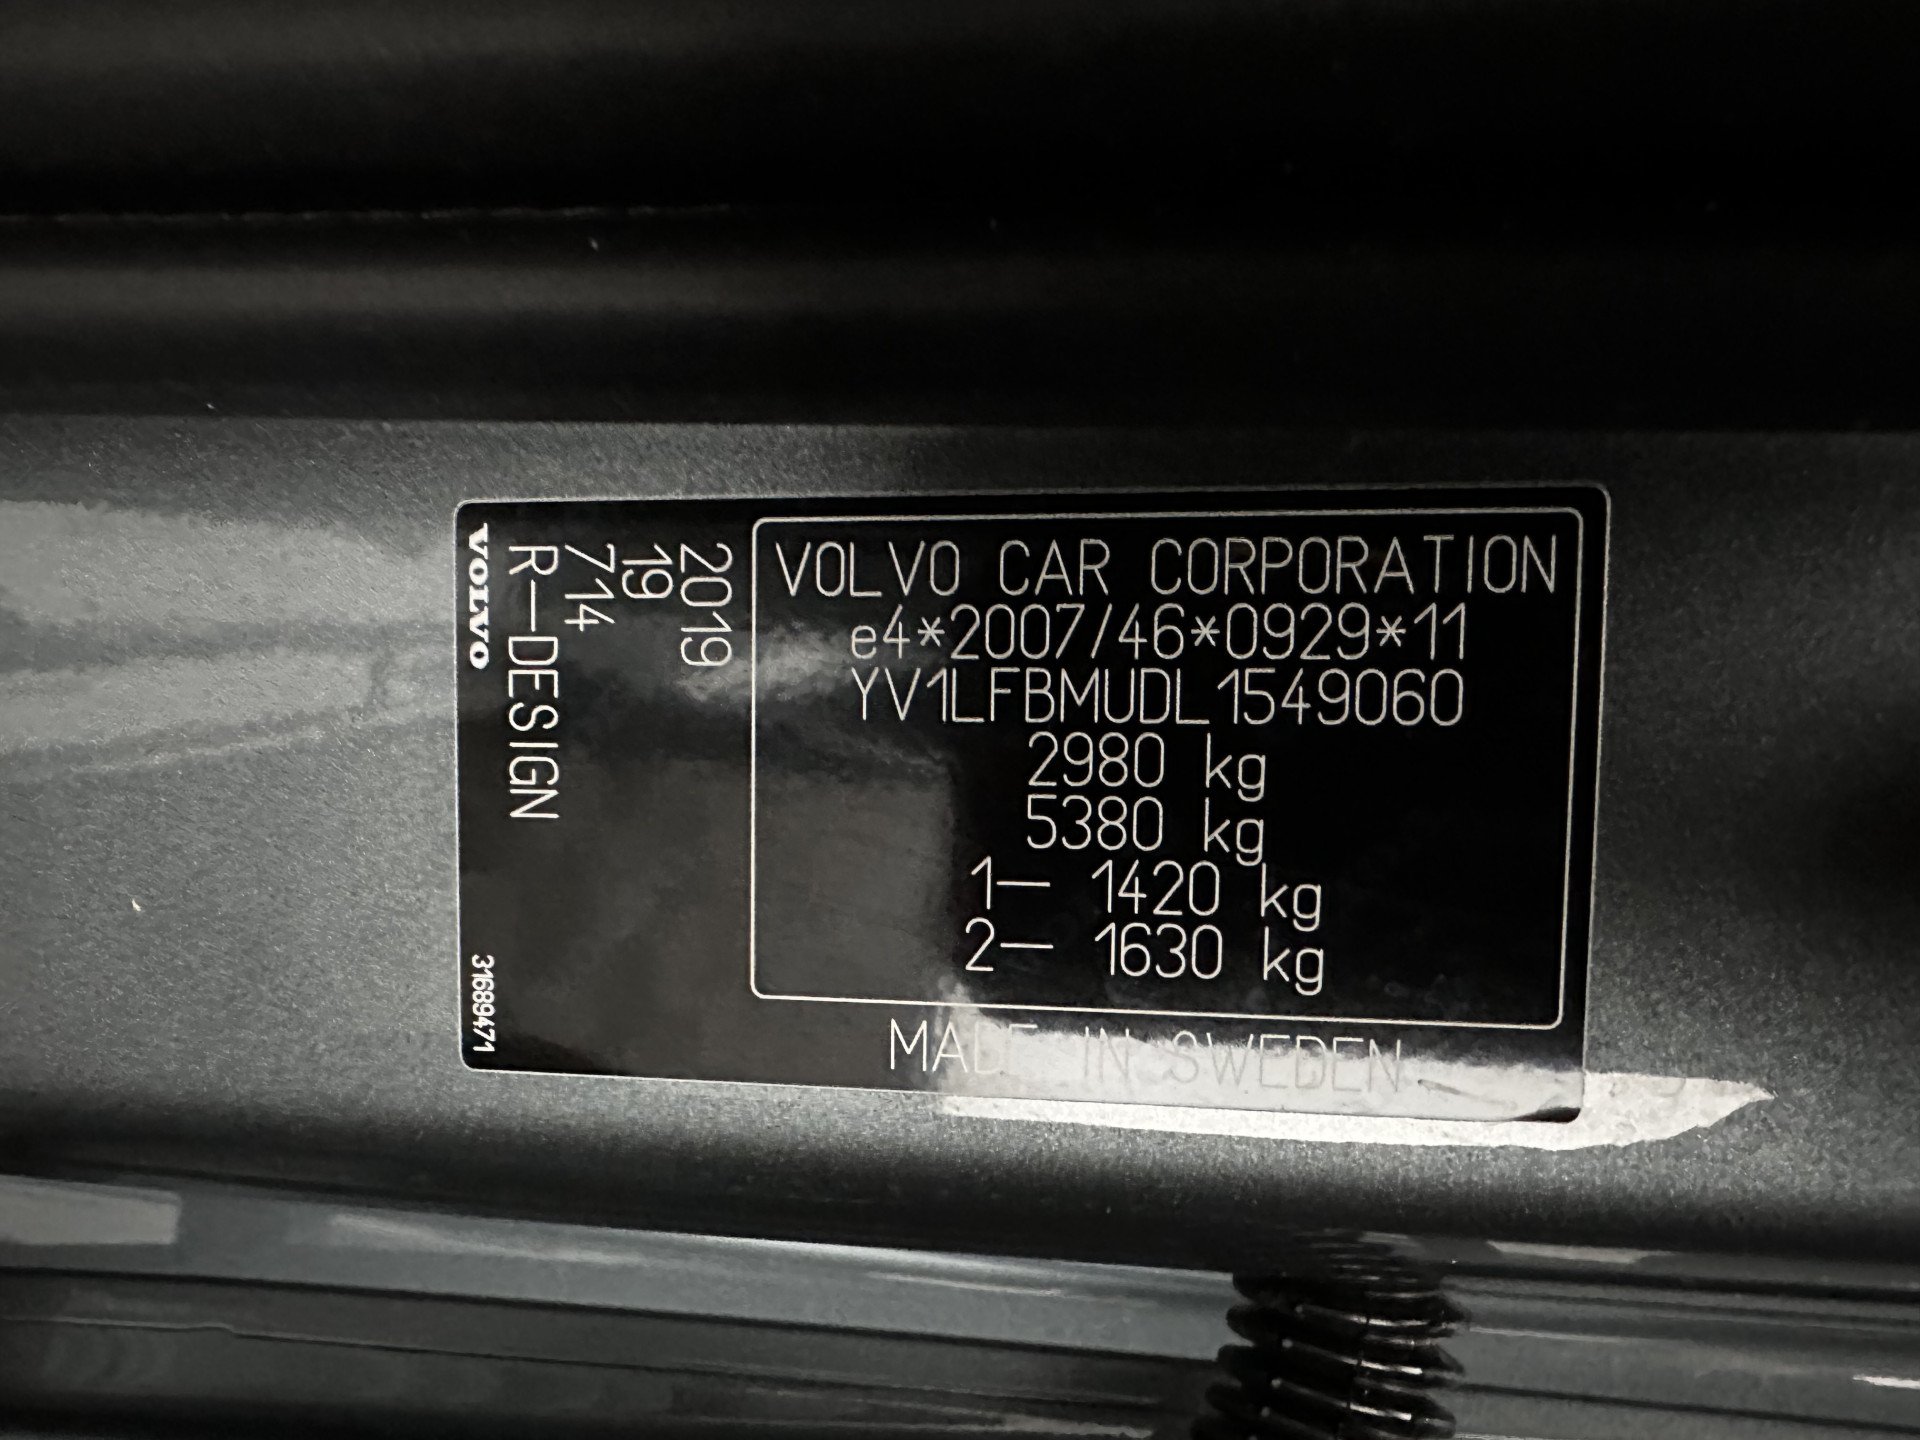 VOLVO CAR CORPORATION
e4*2007/46*0929*11
YV1LFBMUDL1549060
2980 kg
5380 kg
1— 1420 kg
2— 1630 kg
MADE IN SWEDEN
2019
19
714
R—DESIGN
VOLVO
31689471